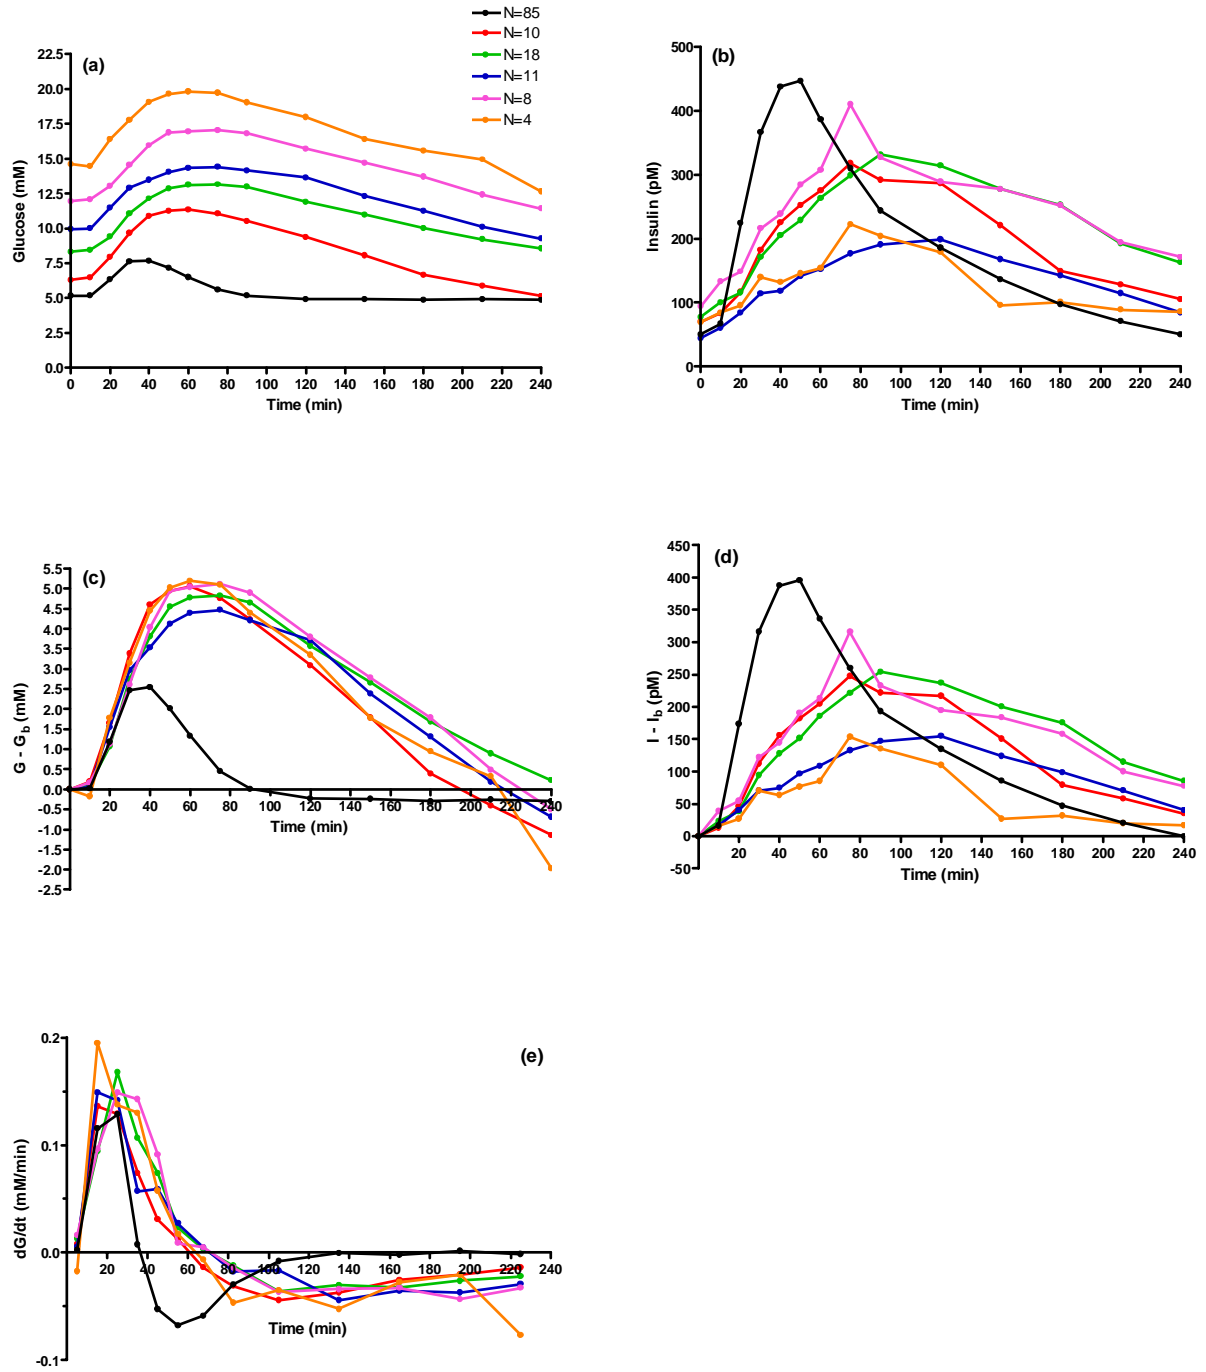 N=85
N=10
N=18
N=11
N=8
N=4
(a)
22.5
20.0
17.5
15.0
12.5
10.0
7.5
5.0
2.5
0.0
Glucose (mM)
0 20 40 60 80 100 120 140 160 180 200 220 240
Time (min)
(b)
500
400
300
200
100
0
Insulin (pM)
0 20 40 60 80 100 120 140 160 180 200 220 240
Time (min)
(c)
5.5
5.0
4.5
4.0
3.5
3.0
2.5
2.0
1.5
1.0
0.5
0.0
-0.5
-1.0
-1.5
-2.0
-2.5
G - Gb (mM)
20 40 60 80 100 120 140 160 180 200 220 240
Time (min)
(d)
450
400
350
300
250
200
150
100
50
0
-50
I - Ib (pM)
20 40 60 80 100 120 140 160 180 200 220 240
Time (min)
(e)
0.2
0.1
0.0
-0.1
dG/dt (mM/min)
20 40 60 80 100 120 140 160 180 200 220 240
Time (min)